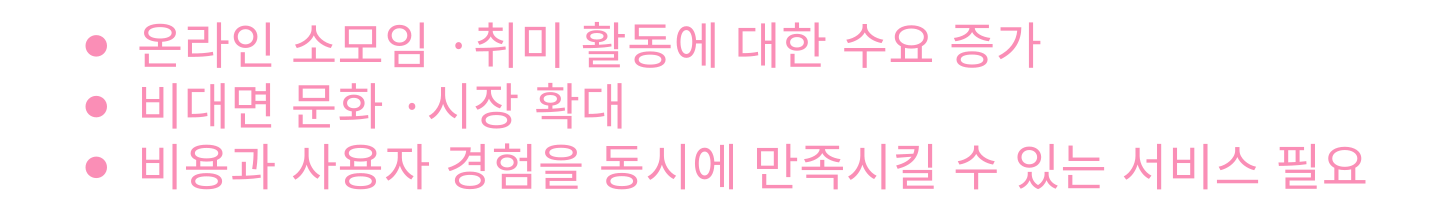 ● 온라인 소모임 ·취미 활동에 대한 수요 증가
● 비대면 문화 ·시장 확대
● 비용과 사용자 경험을 동시에 만족시킬 수 있는 서비스 필요